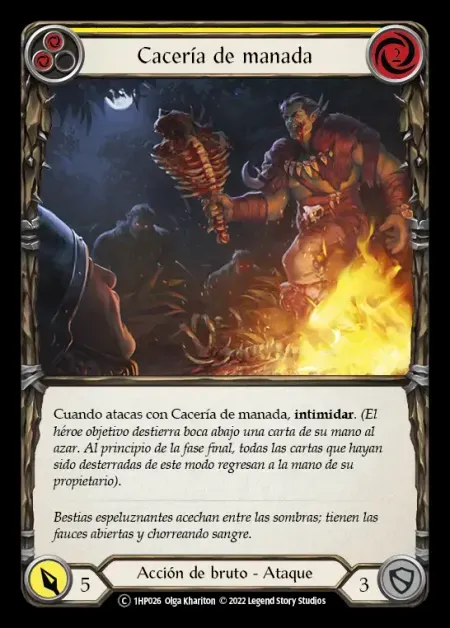 Cacería de manada
2
Cuando atacas con Cacería de manada, intimidar. (El
héroe objetivo destierra boca abajo una carta de su mano al
azar. Al principio de la fase final, todas las cartas que hayan
sido desterradas de este modo regresan a la mano de su
propietario).
Bestias espeluznantes acechan entre las sombras; tienen las
fauces abiertas y chorreando sangre.
5
Acción de bruto - Ataque
3
C 1HP026 Olga Khariton © 2022 Legend Story Studios